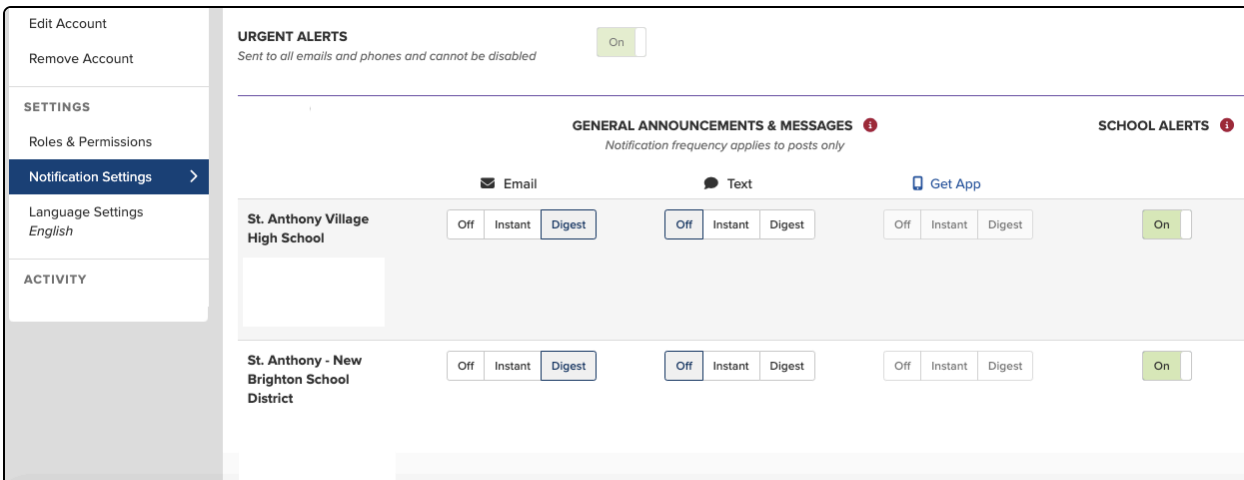 Edit Account
Remove Account
SETTINGS
Roles & Permissions
Notification Settings
Language Settings
English
ACTIVITY
URGENT ALERTS
On
Sent to all emails and phones and cannot be disabled
GENERAL ANNOUNCEMENTS & MESSAGES
SCHOOL ALERTS
Notification frequency applies to posts only
Email
Text
Get App
St. Anthony Village
High School
Off Instant Digest
Off Instant Digest
Off Instant Digest
On
St. Anthony - New
Brighton School
District
Off Instant Digest
Off Instant Digest
Off Instant Digest
On